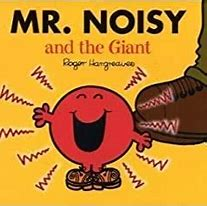 MR. NOISY
and the Giant
Roger Hargreaves